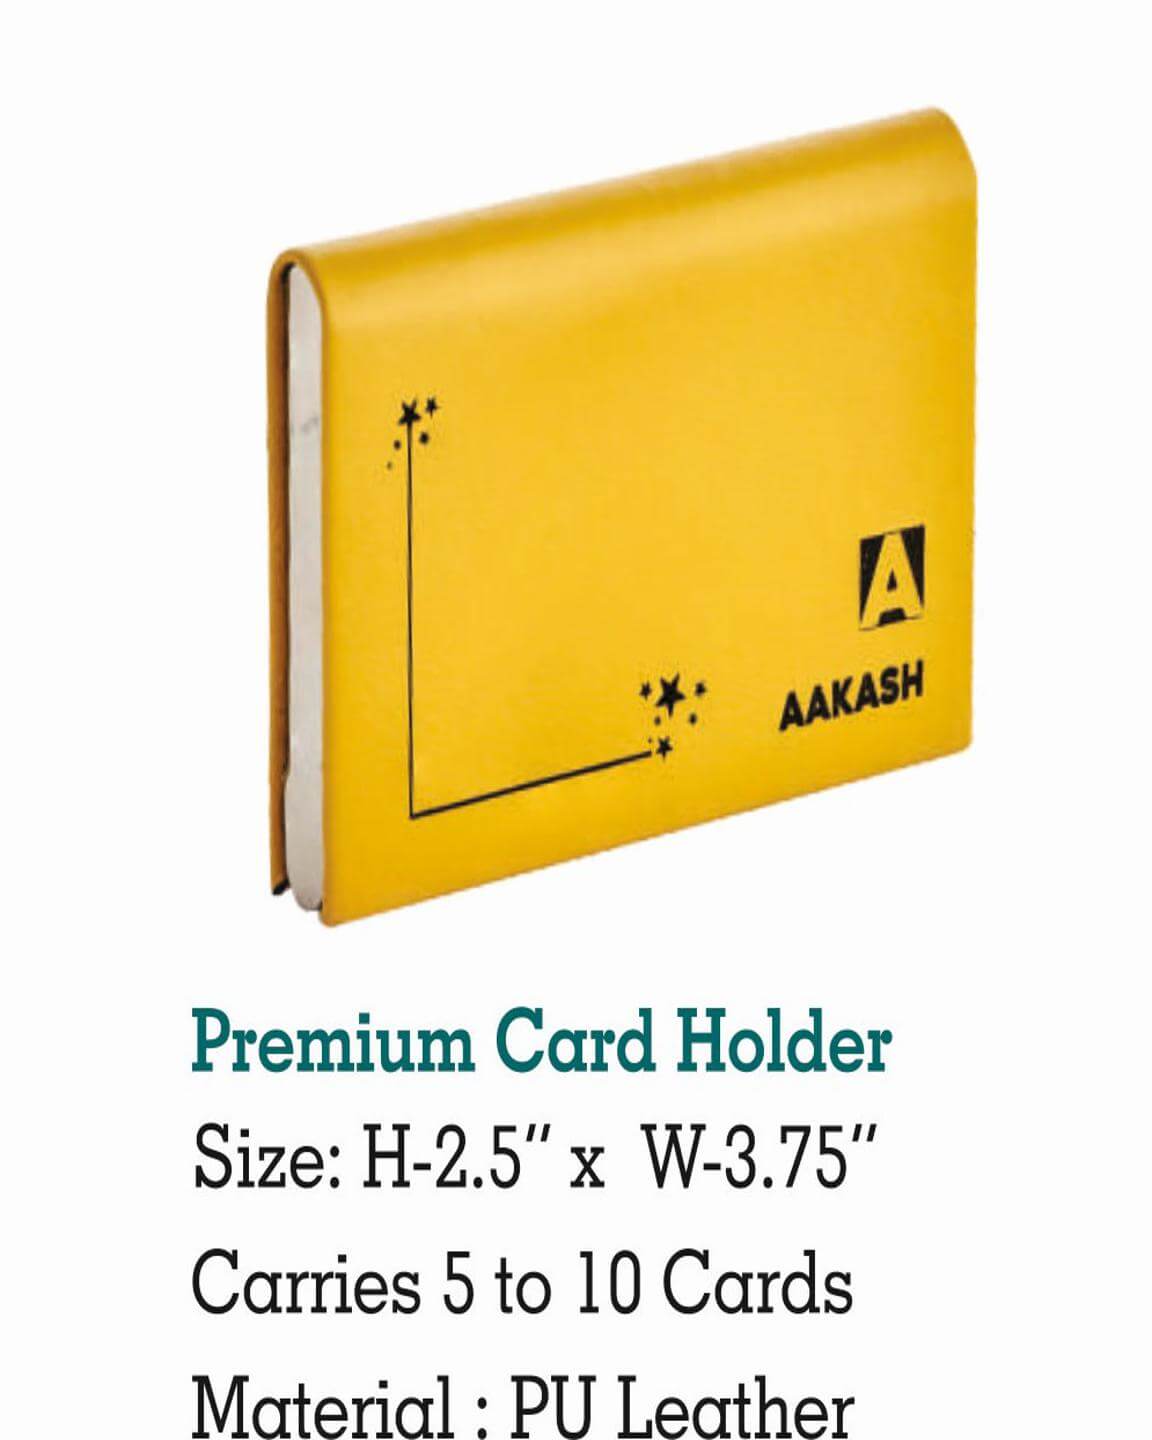 A
AAKASH
Premium Card Holder
Size: H-2.5’’ x W-3.75’’
Carries 5 to 10 Cards
Material : PU Leather